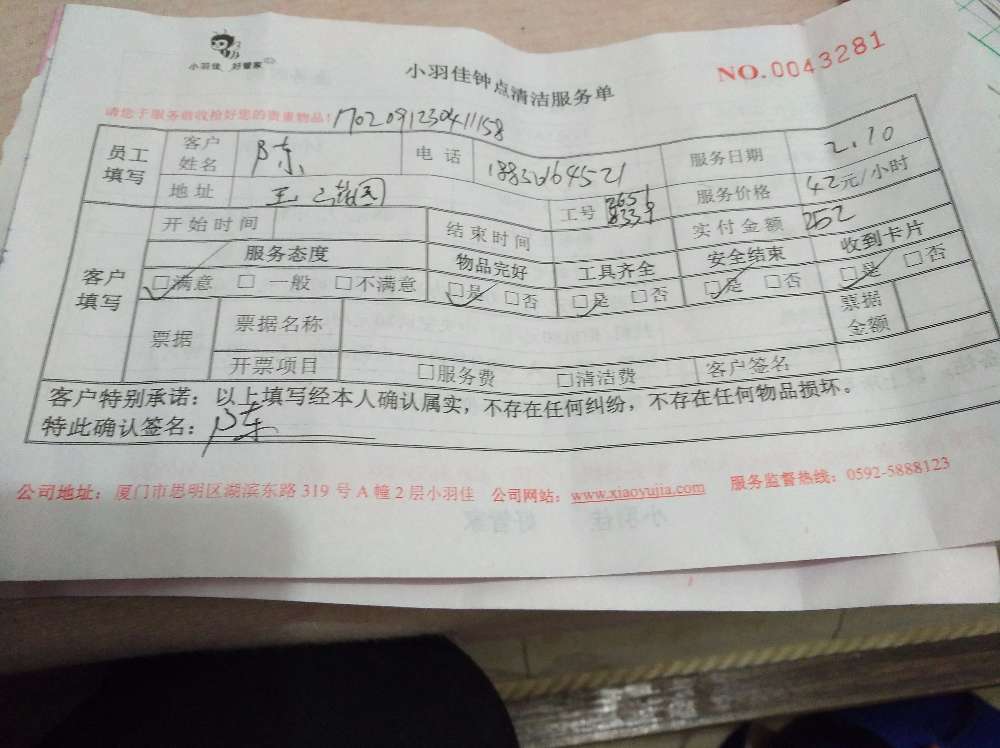 小羽佳 好管家
小羽佳钟点清洁服务单
NO.0043281
请您于服务前收拾好您的贵重物品！ 1702091230411158
员工填写 客户姓名 陈 电话 服务日期 2.10
地址 服务价格 42元/小时
工号 实付金额 252
客户填写 开始时间 结束时间
服务态度 物品完好 工具齐全 安全结束 收到卡片
□满意 □一般 □不满意 □是 □否 □是 □否 □是 □否 □是 □否
票据 票据名称 票据金额
开票项目 □服务费 □清洁费 客户签名
客户特别承诺：以上填写经本人确认属实，不存在任何纠纷，不存在任何物品损坏。
特此确认签名：陈
公司地址：厦门市思明区湖滨东路319号A幢2层小羽佳 公司网站：www.xiaoyujia.com 服务监督热线：0592-5888123